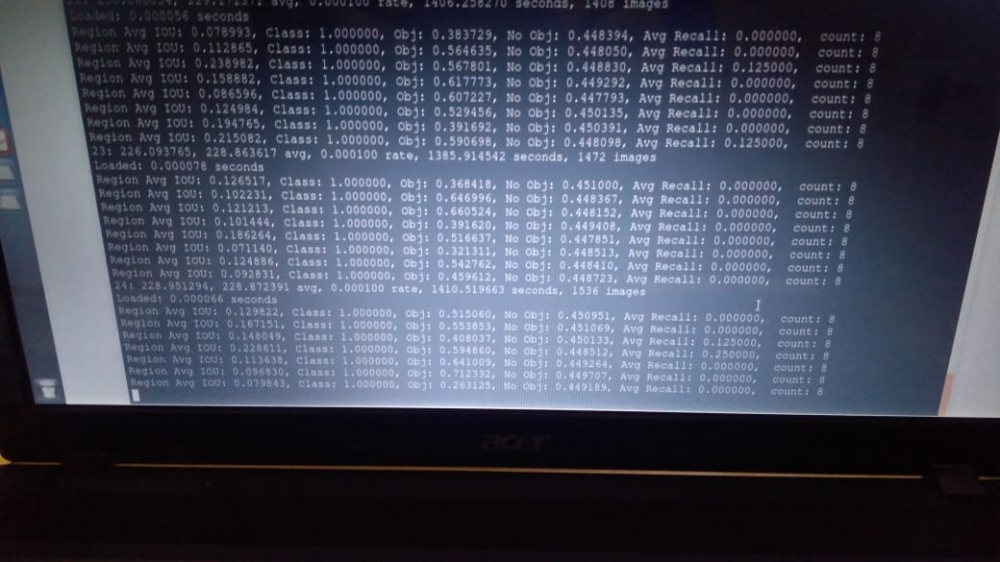 avg, 0.000100 rate, 1406.258270 seconds, 1408 images
Loaded: 0.000056 seconds
Region Avg IOU: 0.078993, Class: 1.000000, Obj: 0.383729, No Obj: 0.448394, Avg Recall: 0.000000, count: 8
Region Avg IOU: 0.112865, Class: 1.000000, Obj: 0.564635, No Obj: 0.448050, Avg Recall: 0.000000, count: 8
Region Avg IOU: 0.238982, Class: 1.000000, Obj: 0.567801, No Obj: 0.448830, Avg Recall: 0.125000, count: 8
Region Avg IOU: 0.158882, Class: 1.000000, Obj: 0.617773, No Obj: 0.449292, Avg Recall: 0.000000, count: 8
Region Avg IOU: 0.086596, Class: 1.000000, Obj: 0.607227, No Obj: 0.447793, Avg Recall: 0.000000, count: 8
Region Avg IOU: 0.124984, Class: 1.000000, Obj: 0.529456, No Obj: 0.450135, Avg Recall: 0.000000, count: 8
Region Avg IOU: 0.194765, Class: 1.000000, Obj: 0.391692, No Obj: 0.450391, Avg Recall: 0.000000, count: 8
Region Avg IOU: 0.215082, Class: 1.000000, Obj: 0.590698, No Obj: 0.448098, Avg Recall: 0.125000, count: 8
23: 226.093765, 228.863617 avg, 0.000100 rate, 1385.914542 seconds, 1472 images
Loaded: 0.000078 seconds
Region Avg IOU: 0.126517, Class: 1.000000, Obj: 0.368418, No Obj: 0.451000, Avg Recall: 0.000000, count: 8
Region Avg IOU: 0.102231, Class: 1.000000, Obj: 0.646996, No Obj: 0.448367, Avg Recall: 0.000000, count: 8
Region Avg IOU: 0.121213, Class: 1.000000, Obj: 0.660524, No Obj: 0.448152, Avg Recall: 0.000000, count: 8
Region Avg IOU: 0.101444, Class: 1.000000, Obj: 0.391620, No Obj: 0.449408, Avg Recall: 0.000000, count: 8
Region Avg IOU: 0.186264, Class: 1.000000, Obj: 0.516637, No Obj: 0.447851, Avg Recall: 0.000000, count: 8
Region Avg IOU: 0.071140, Class: 1.000000, Obj: 0.321311, No Obj: 0.448513, Avg Recall: 0.000000, count: 8
Region Avg IOU: 0.124886, Class: 1.000000, Obj: 0.542762, No Obj: 0.448410, Avg Recall: 0.000000, count: 8
Region Avg IOU: 0.092831, Class: 1.000000, Obj: 0.459612, No Obj: 0.448723, Avg Recall: 0.000000, count: 8
24: 228.951294, 228.872391 avg, 0.000100 rate, 1410.519663 seconds, 1536 images
Loaded: 0.000066 seconds
Region Avg IOU: 0.129822, Class: 1.000000, Obj: 0.515060, No Obj: 0.450951, Avg Recall: 0.000000, count: 8
Region Avg IOU: 0.167151, Class: 1.000000, Obj: 0.553853, No Obj: 0.451069, Avg Recall: 0.000000, count: 8
Region Avg IOU: 0.148049, Class: 1.000000, Obj: 0.408037, No Obj: 0.450133, Avg Recall: 0.125000, count: 8
Region Avg IOU: 0.228611, Class: 1.000000, Obj: 0.594860, No Obj: 0.448512, Avg Recall: 0.250000, count: 8
Region Avg IOU: 0.113638, Class: 1.000000, Obj: 0.641009, No Obj: 0.449264, Avg Recall: 0.000000, count: 8
Region Avg IOU: 0.096830, Class: 1.000000, Obj: 0.712332, No Obj: 0.449707, Avg Recall: 0.000000, count: 8
Region Avg IOU: 0.079843, Class: 1.000000, Obj: 0.263125, No Obj: 0.449189, Avg Recall: 0.000000, count: 8
acer